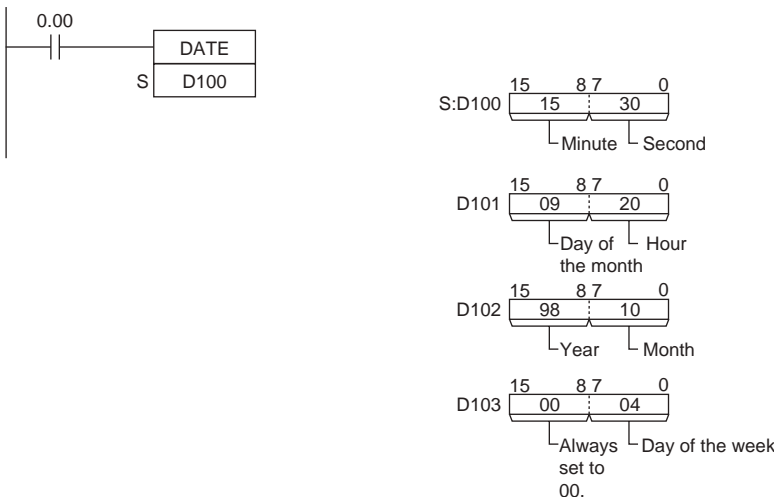 0.00
DATE
S D100
15 8 7 0
S:D100 15 30
Minute Second
15 8 7 0
D101 09 20
Day of Hour
the month
15 8 7 0
D102 98 10
Year Month
15 8 7 0
D103 00 04
Always Day of the week
set to
00.